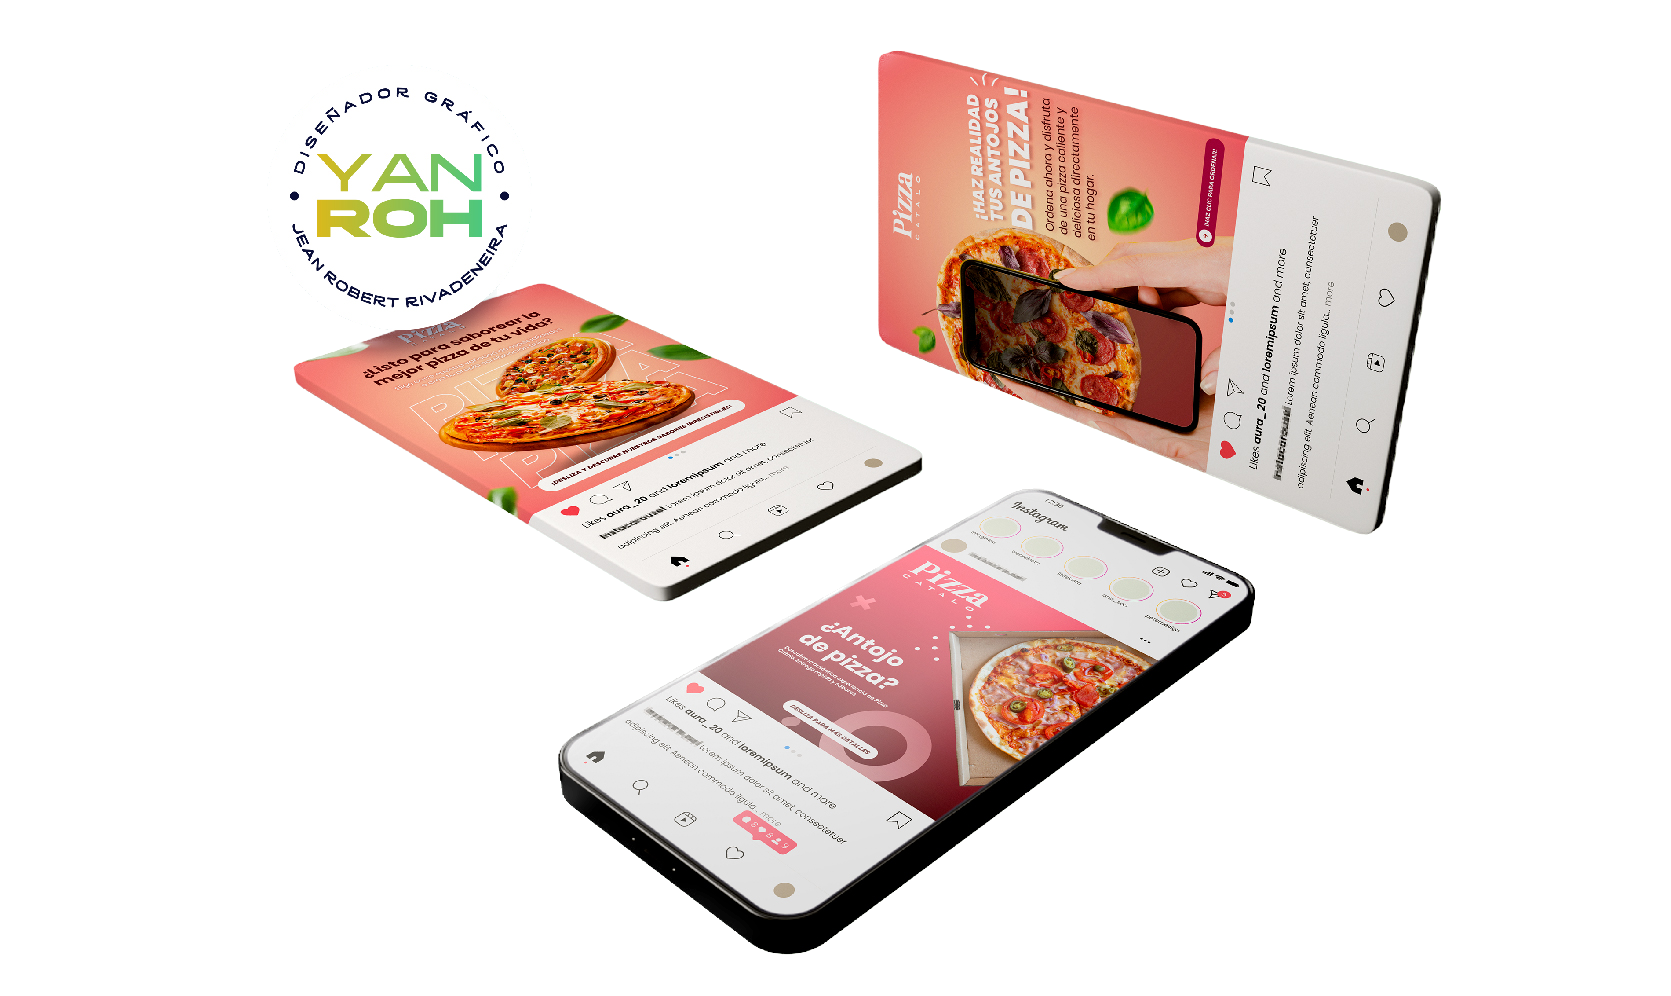 DISEÑADOR GRÁFICO
YAN
ROH
JEAN ROBERT RIVADENEIRA
Pizza
¿Listo para saborear la
mejor pizza de tu vida?
PIZZA
¡DESLIZA Y DESCUBRE NUESTROS SABORES IRRESISTIBLES!
Likes aura_20 and loremipsum and more
Lorem ipsum dolor sit amet, consectetuer
adipiscing elit. Aenean commodo ligula... more
Pizza
CATALO
¡HAZ REALIDAD
TUS ANTOJOS
DE PIZZA!
Ordena ahora y disfruta
de una pizza caliente y
deliciosa directamente
en tu hogar.
¡HAZ CLIC PARA ORDENAR!
Likes aura_20 and loremipsum and more
instacarousel Lorem ipsum dolor sit amet, consectetuer
adipiscing elit. Aenean commodo ligula... more
Instagram
Pizza
CATALO
¿Antojo
de pizza?
DESLIZA PARA MÁS DETALLES
Likes aura_20 and loremipsum and more
Lorem ipsum dolor sit amet, consectetuer
adipiscing elit. Aenean commodo ligula... more